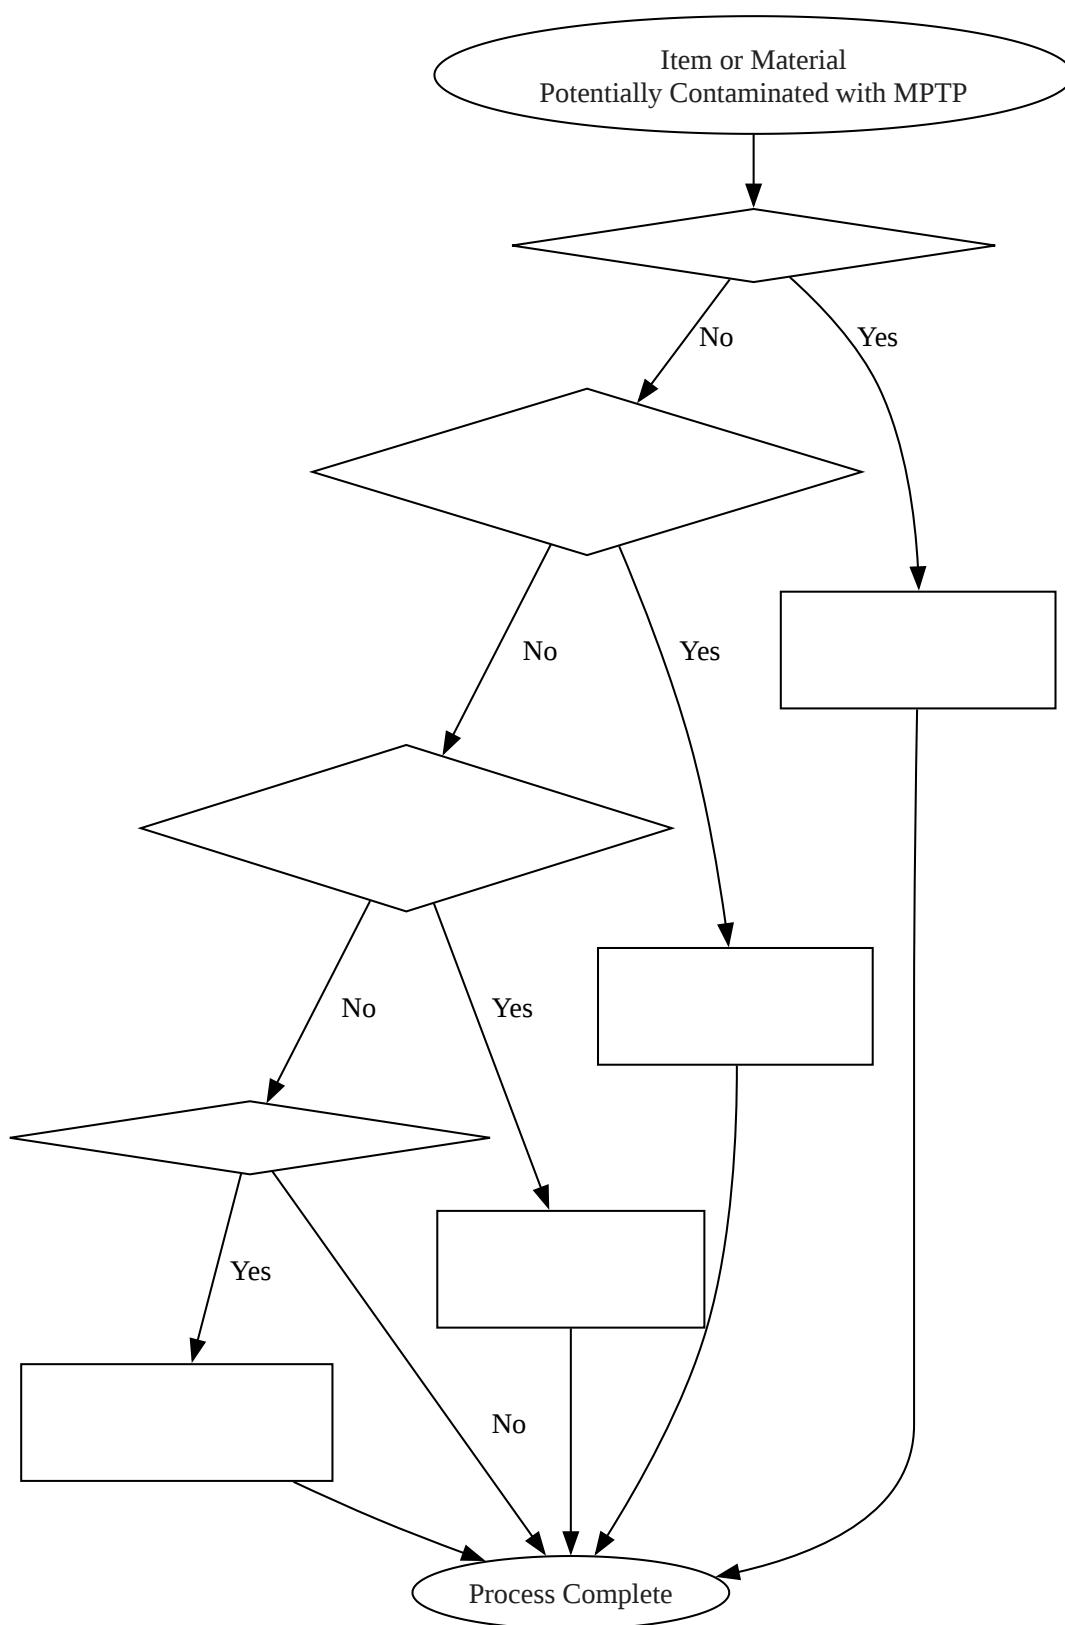 Item or Material
Potentially Contaminated with MPTP
No
Yes
No
Yes
No
Yes
Yes
No
Process Complete